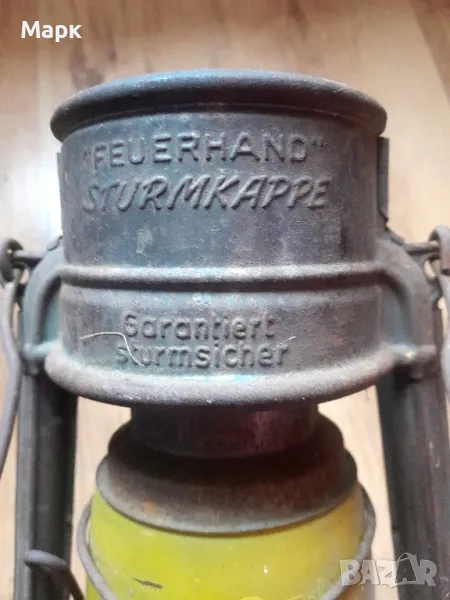 Марк
"FEUERHAND"
STURMKAPPE
Garantiert
sturmsicher
BAZAR